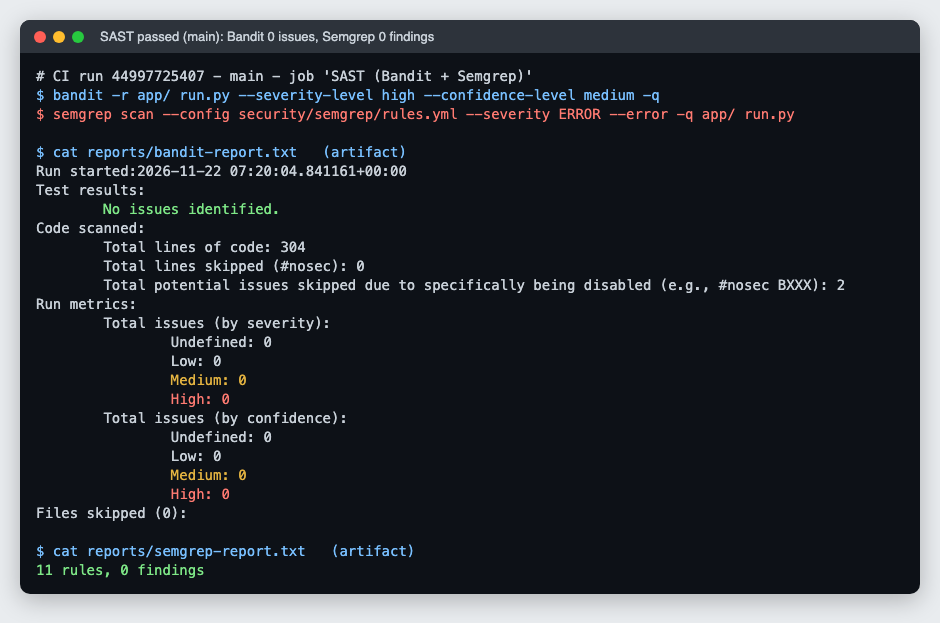 SAST passed (main): Bandit 0 issues, Semgrep 0 findings
# CI run 44997725407 – main – job 'SAST (Bandit + Semgrep)'
$ bandit -r app/ run.py --severity-level high --confidence-level medium -q
$ semgrep scan --config security/semgrep/rules.yml --severity ERROR --error -q app/ run.py
$ cat reports/bandit-report.txt   (artifact)
Run started:2026-11-22 07:20:04.841161+00:00
Test results:
        No issues identified.
Code scanned:
        Total lines of code: 304
        Total lines skipped (#nosec): 0
        Total potential issues skipped due to specifically being disabled (e.g., #nosec BXXX): 2
Run metrics:
        Total issues (by severity):
                Undefined: 0
                Low: 0
                Medium: 0
                High: 0
        Total issues (by confidence):
                Undefined: 0
                Low: 0
                Medium: 0
                High: 0
Files skipped (0):
$ cat reports/semgrep-report.txt   (artifact)
11 rules, 0 findings